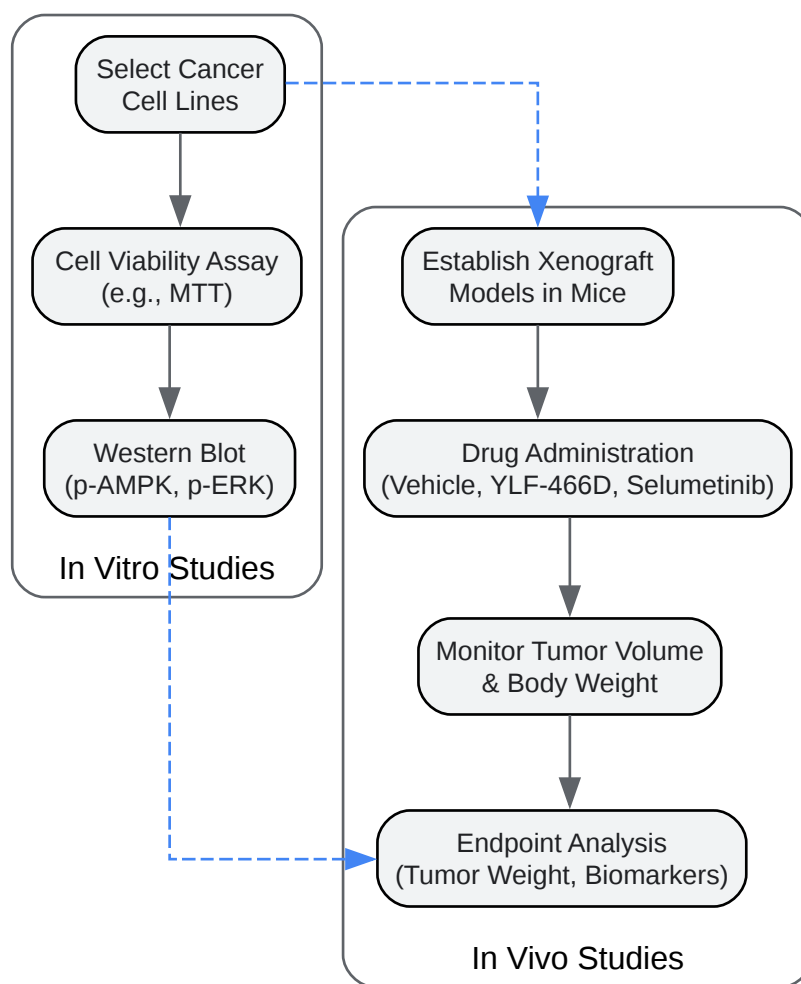 Select Cancer
Cell Lines
Cell Viability Assay
(e.g., MTT)
Western Blot
(p-AMPK, p-ERK)
In Vitro Studies
Establish Xenograft
Models in Mice
Drug Administration
(Vehicle, YLF-466D, Selumetinib)
Monitor Tumor Volume
& Body Weight
Endpoint Analysis
(Tumor Weight, Biomarkers)
In Vivo Studies